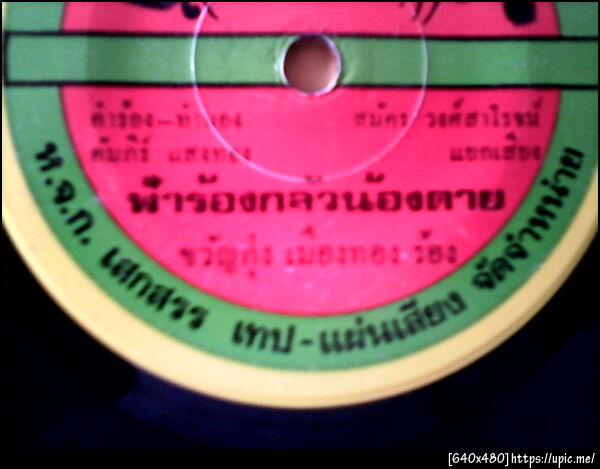 คำร้อง-ทำนอง
สมัคร วงศ์สาโรจน์
คัมภีร์ แสงทอง
แยกเสียง
ฟ้าร้องกลัวน้องตาย
ขวัญทุ่ง เมืองทอง ร้อง
ห.จ.ก. เสกสรร เทป-แผ่นเสียง จัดจำหน่าย
[640x480] https://upic.me/